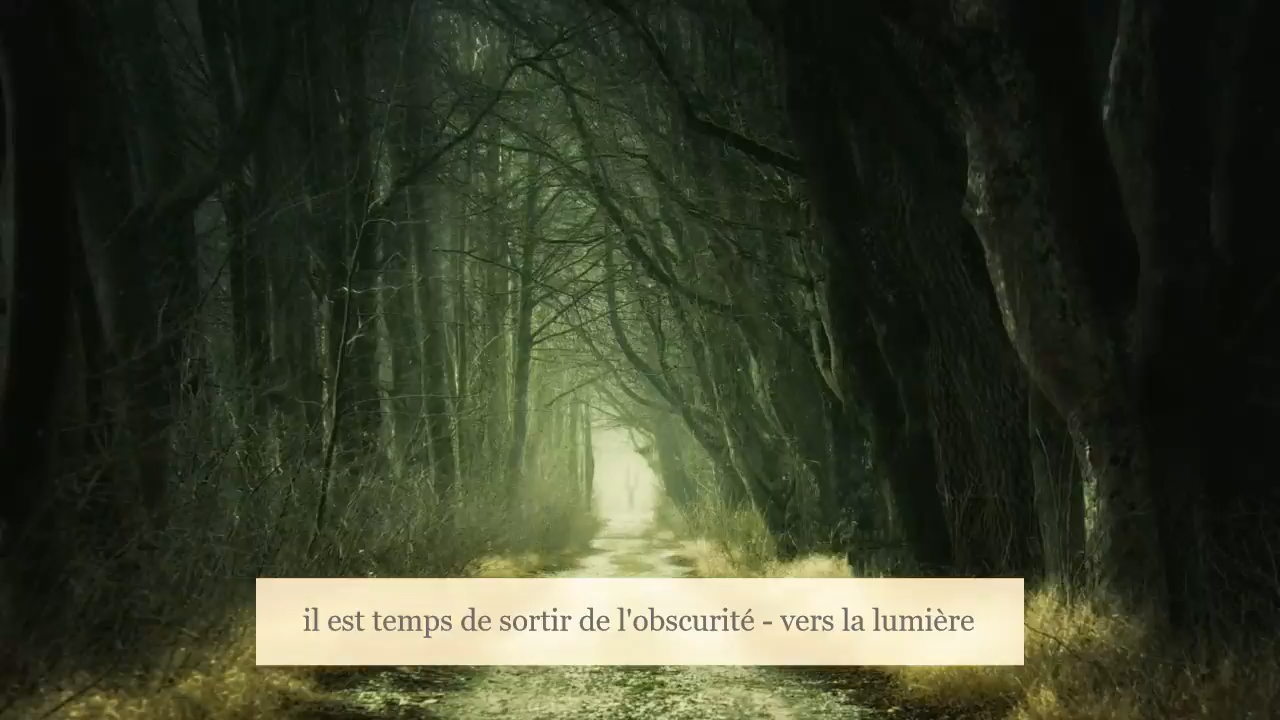 il est temps de sortir de l'obscurité - vers la lumière